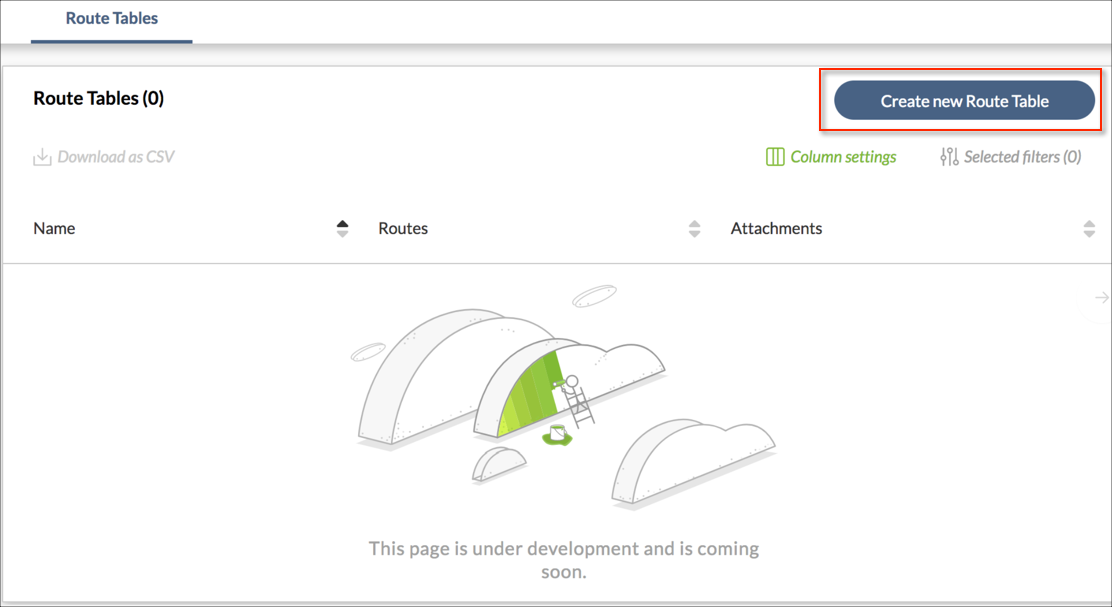 Route Tables
Route Tables (0)
Create new Route Table
Download as CSV
Column settings
Selected filters (0)
Name
Routes
Attachments
This page is under development and is coming
soon.